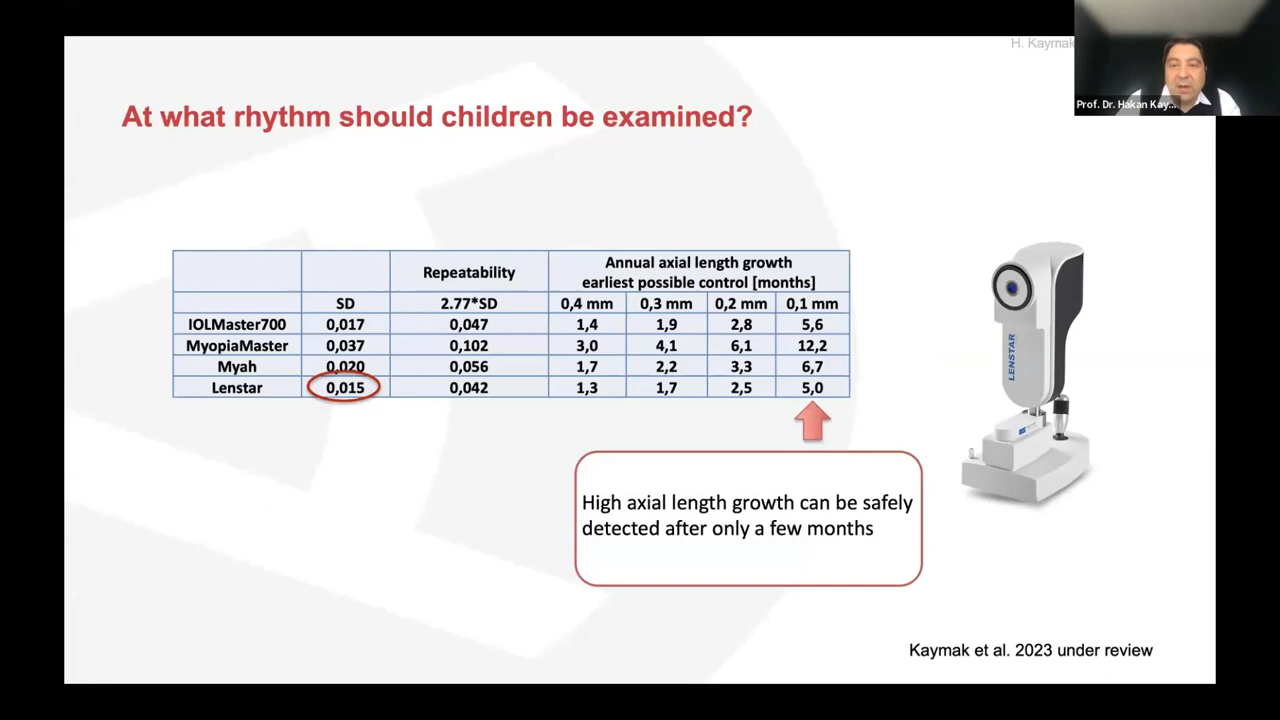 H. Kaymak
Prof. Dr. Hakan Kay...
At what rhythm should children be examined?
Repeatability Annual axial length growth
earliest possible control [months]
SD 2.77*SD 0,4 mm 0,3 mm 0,2 mm 0,1 mm
IOLMaster700 0,017 0,047 1,4 1,9 2,8 5,6
MyopiaMaster 0,037 0,102 3,0 4,1 6,1 12,2
Myah 0,020 0,056 1,7 2,2 3,3 6,7
Lenstar 0,015 0,042 1,3 1,7 2,5 5,0
LENSTAR
High axial length growth can be safely
detected after only a few months
Kaymak et al. 2023 under review